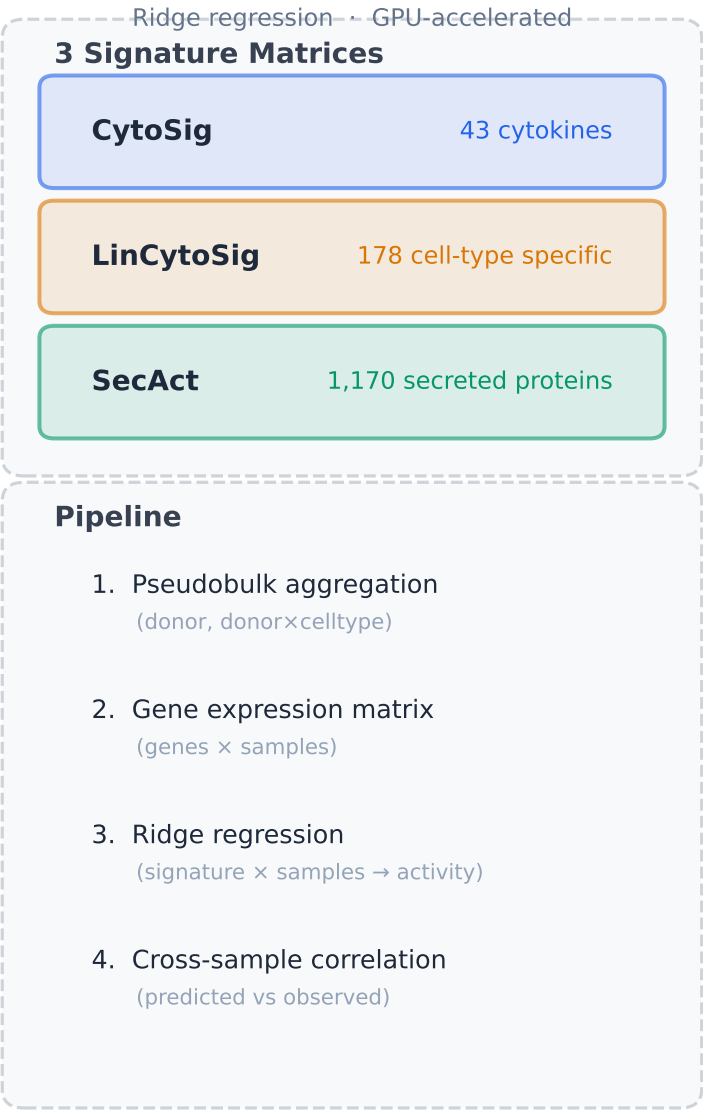 Ridge regression · GPU-accelerated
3 Signature Matrices
CytoSig 43 cytokines
LinCytoSig 178 cell-type specific
SecAct 1,170 secreted proteins
Pipeline
1. Pseudobulk aggregation
(donor, donor×celltype)
2. Gene expression matrix
(genes × samples)
3. Ridge regression
(signature × samples → activity)
4. Cross-sample correlation
(predicted vs observed)